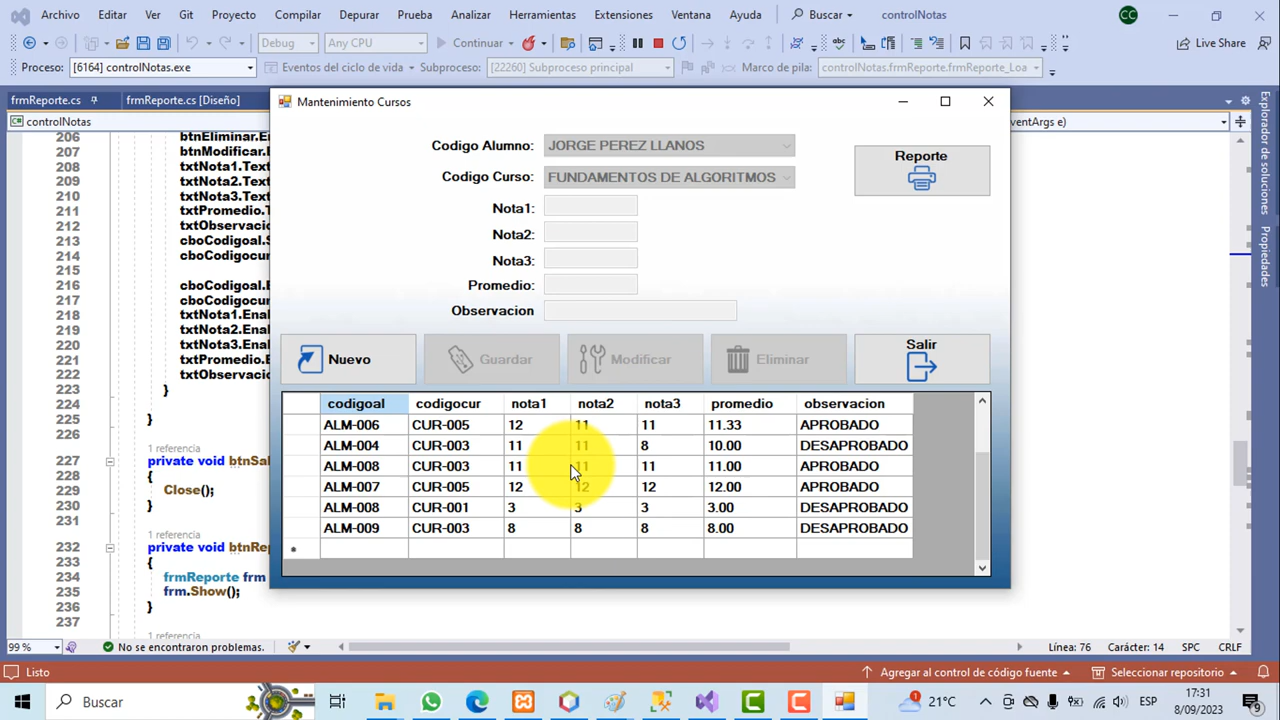 Archivo Editar Ver Git Proyecto Compilar Depurar Prueba Analizar Herramientas Extensiones Ventana Ayuda Buscar controlNotas CC
Debug Any CPU Continuar Live Share
Proceso: [6164] controlNotas.exe Eventos del ciclo de vida Subproceso: [22260] Subproceso principal Marco de pila: controlNotas.frmReporte.frmReporte_Loa
frmReporte.cs frmReporte.cs [Diseño]
controlNotas ventArgs e)
Explorador de soluciones
Propiedades
206 btnEliminar.E
207 btnModificar.
208 txtNota1.Text
209 txtNota2.Text
210 txtNota3.Text
211 txtPromedio.T
212 txtObservacio
213 cboCodigoal.S
214 cboCodigocur
215
216 cboCodigoal.E
217 cboCodigocur
218 txtNota1.Enal
219 txtNota2.Enal
220 txtNota3.Enal
221 txtPromedio.E
222 txtObservacio
223 }
224
225 }
226
1 referencia
227 private void btnSal
228 {
229 Close();
230 }
231
1 referencia
232 private void btnRep
233 {
234 frmReporte frm
235 frm.Show();
236 }
237
1 referencia
Mantenimiento Cursos
Codigo Alumno: JORGE PEREZ LLANOS
Codigo Curso: FUNDAMENTOS DE ALGORITMOS
Reporte
Nota1:
Nota2:
Nota3:
Promedio:
Observacion
Nuevo Guardar Modificar Eliminar Salir
codigoal codigocur nota1 nota2 nota3 promedio observacion
ALM-006 CUR-005 12 11 11 11.33 APROBADO
ALM-004 CUR-003 11 11 8 10.00 DESAPROBADO
ALM-008 CUR-003 11 11 11 11.00 APROBADO
ALM-007 CUR-005 12 12 12 12.00 APROBADO
ALM-008 CUR-001 3 3 3 3.00 DESAPROBADO
ALM-009 CUR-003 8 8 8 8.00 DESAPROBADO
*
99 % No se encontraron problemas. Línea: 76 Carácter: 14 SPC CRLF
Listo Agregar al control de código fuente Seleccionar repositorio
Buscar 21°C ESP 17:31
8/09/2023 9